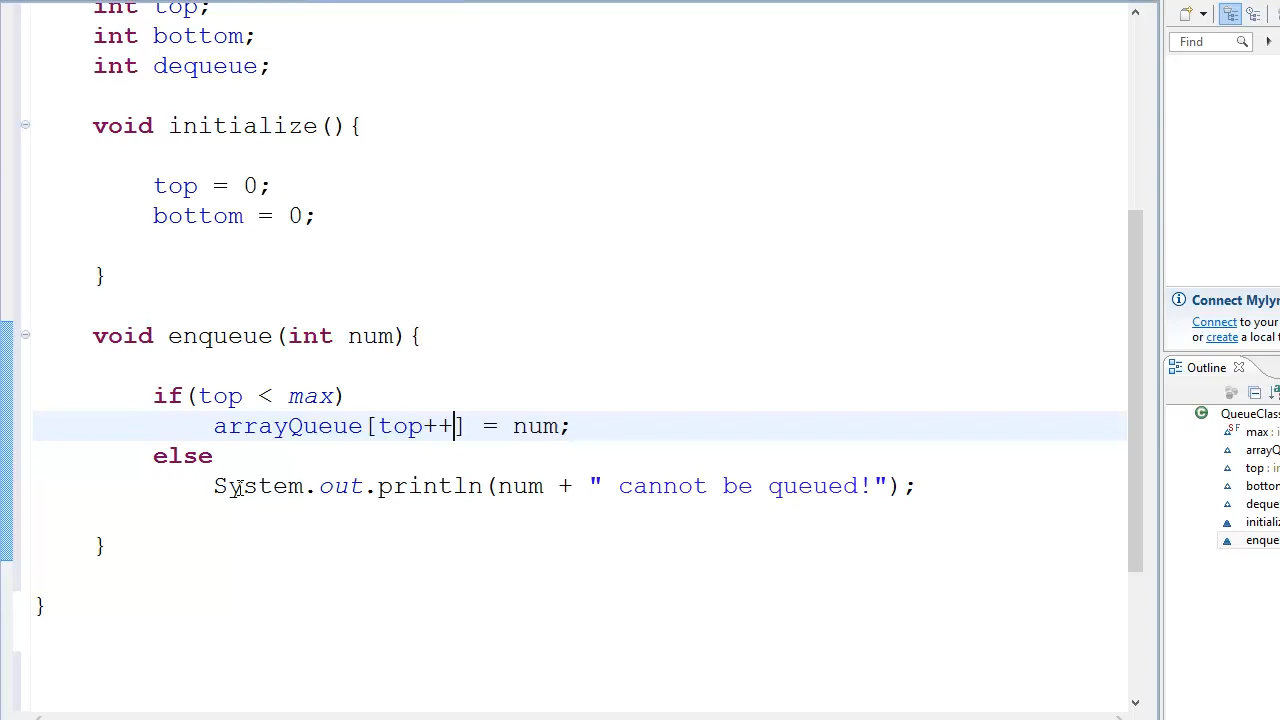 int top;
int bottom;
int dequeue;
void initialize(){
top = 0;
bottom = 0;
}
void enqueue(int num){
if(top < max)
arrayQueue[top++] = num;
else
System.out.println(num + " cannot be queued!");
}
}
Find
Connect Myly
Connect to your
or create a local t
Outline
QueueClass
max : i
arrayQ
top : in
bottom
deque
initializ
enque